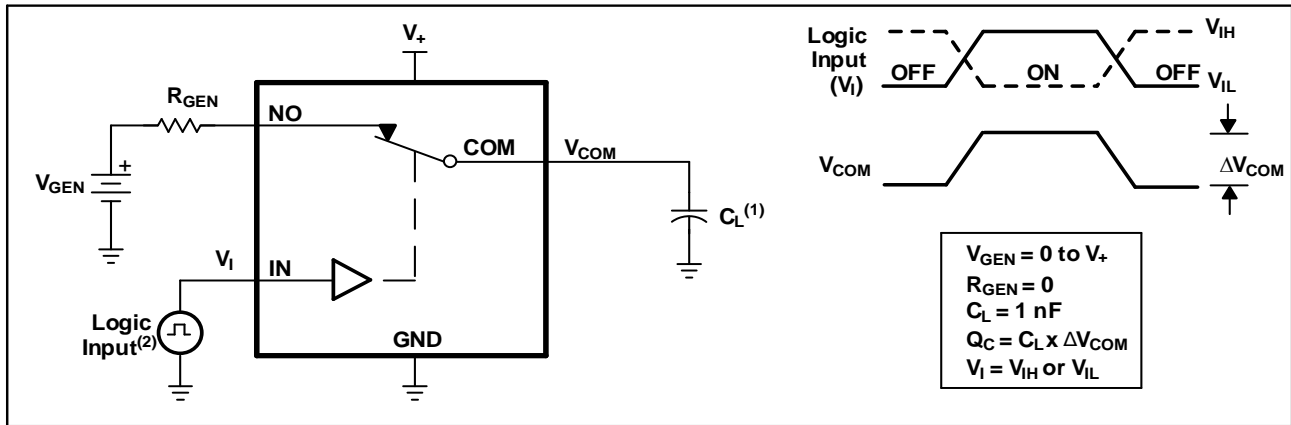 V+
RGEN
NO
COM
VCOM
VGEN
+
CL(1)
VI
IN
Logic
Input(2)
GND
Logic
Input
(VI)
OFF
ON
OFF
VIH
VIL
VCOM
ΔVCOM
VGEN = 0 to V+
RGEN = 0
CL = 1 nF
QC = CL x ΔVCOM
VI = VIH or VIL